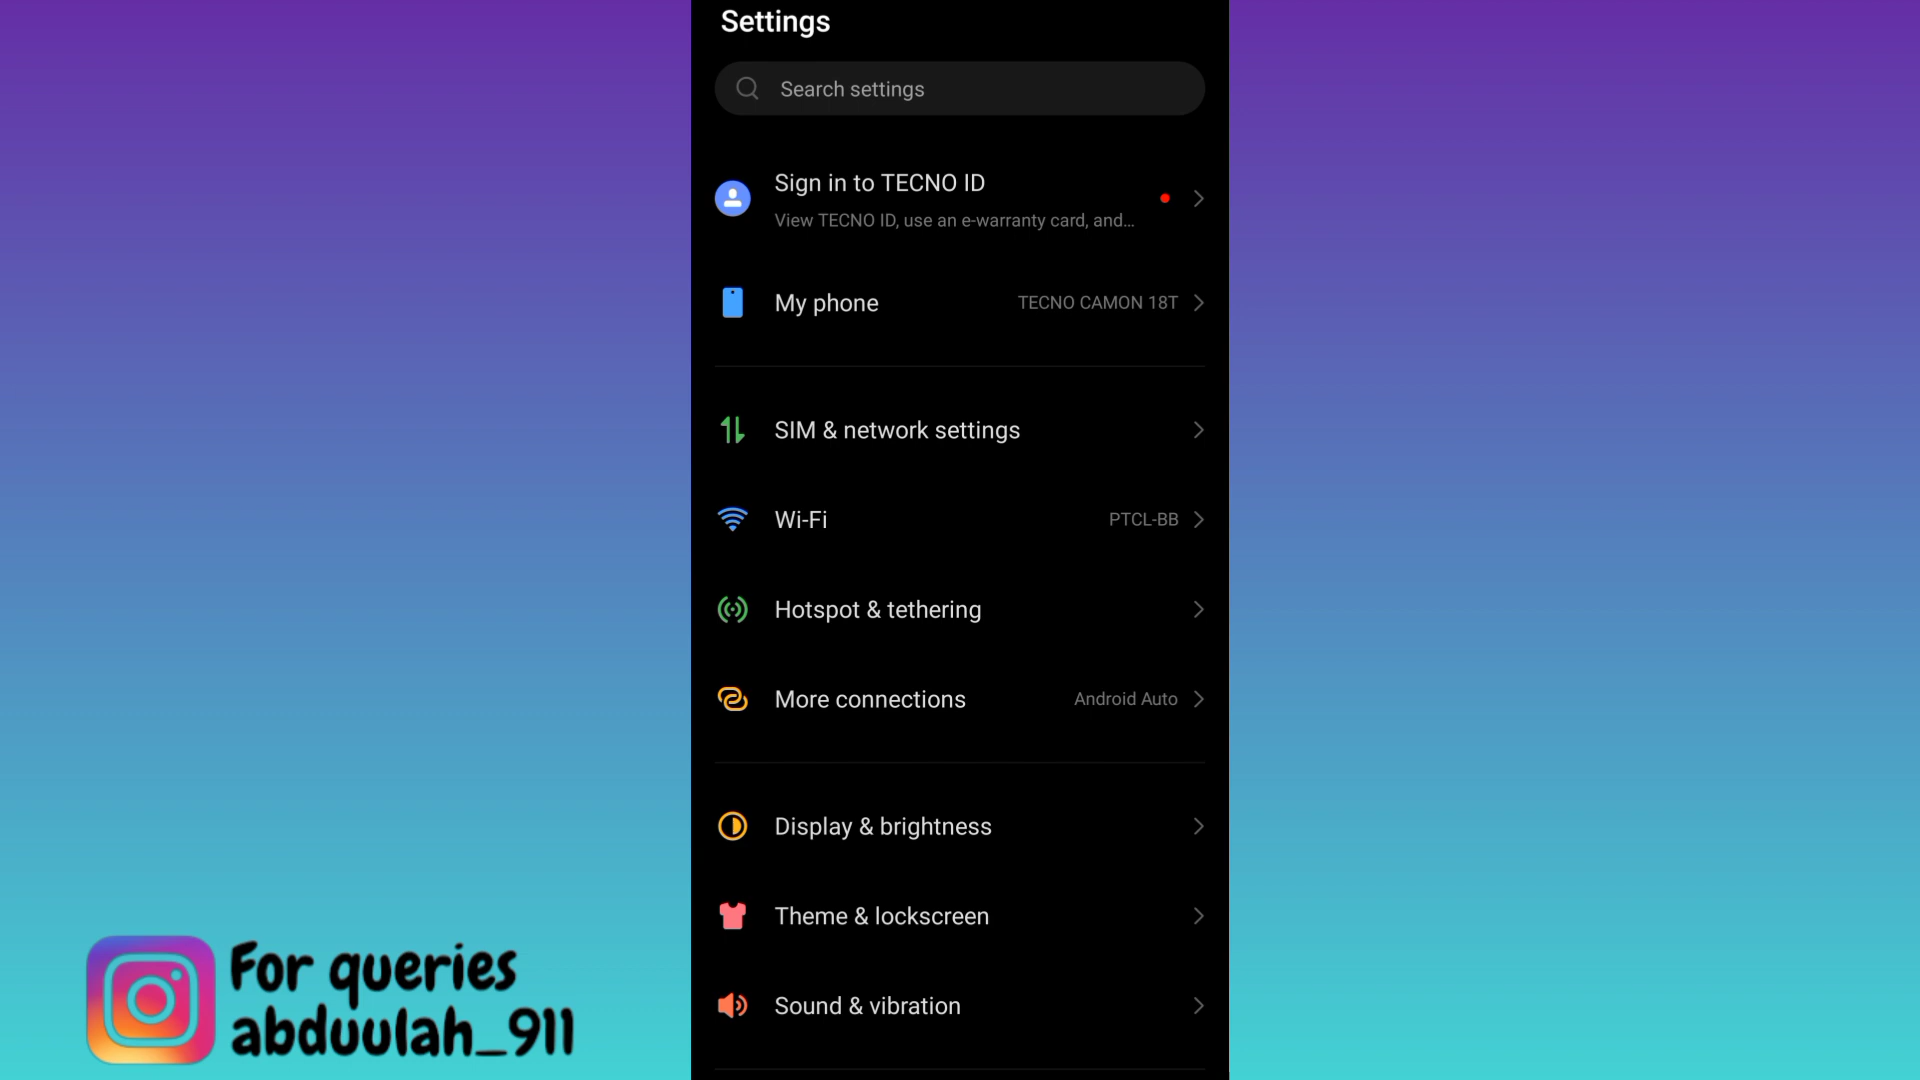 Settings
Search settings
Sign in to TECNO ID
View TECNO ID, use an e-warranty card, and...
My phone TECNO CAMON 18T
SIM & network settings
Wi-Fi PTCL-BB
Hotspot & tethering
More connections Android Auto
Display & brightness
Theme & lockscreen
Sound & vibration
For queries
abduulah_911